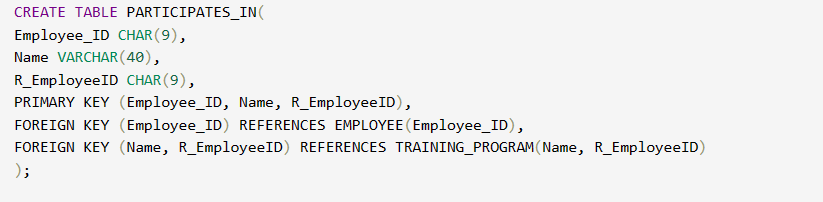 CREATE TABLE PARTICIPATES_IN(
Employee_ID CHAR(9),
Name VARCHAR(40),
R_EmployeeID CHAR(9),
PRIMARY KEY (Employee_ID, Name, R_EmployeeID),
FOREIGN KEY (Employee_ID) REFERENCES EMPLOYEE(Employee_ID),
FOREIGN KEY (Name, R_EmployeeID) REFERENCES TRAINING_PROGRAM(Name, R_EmployeeID)
);